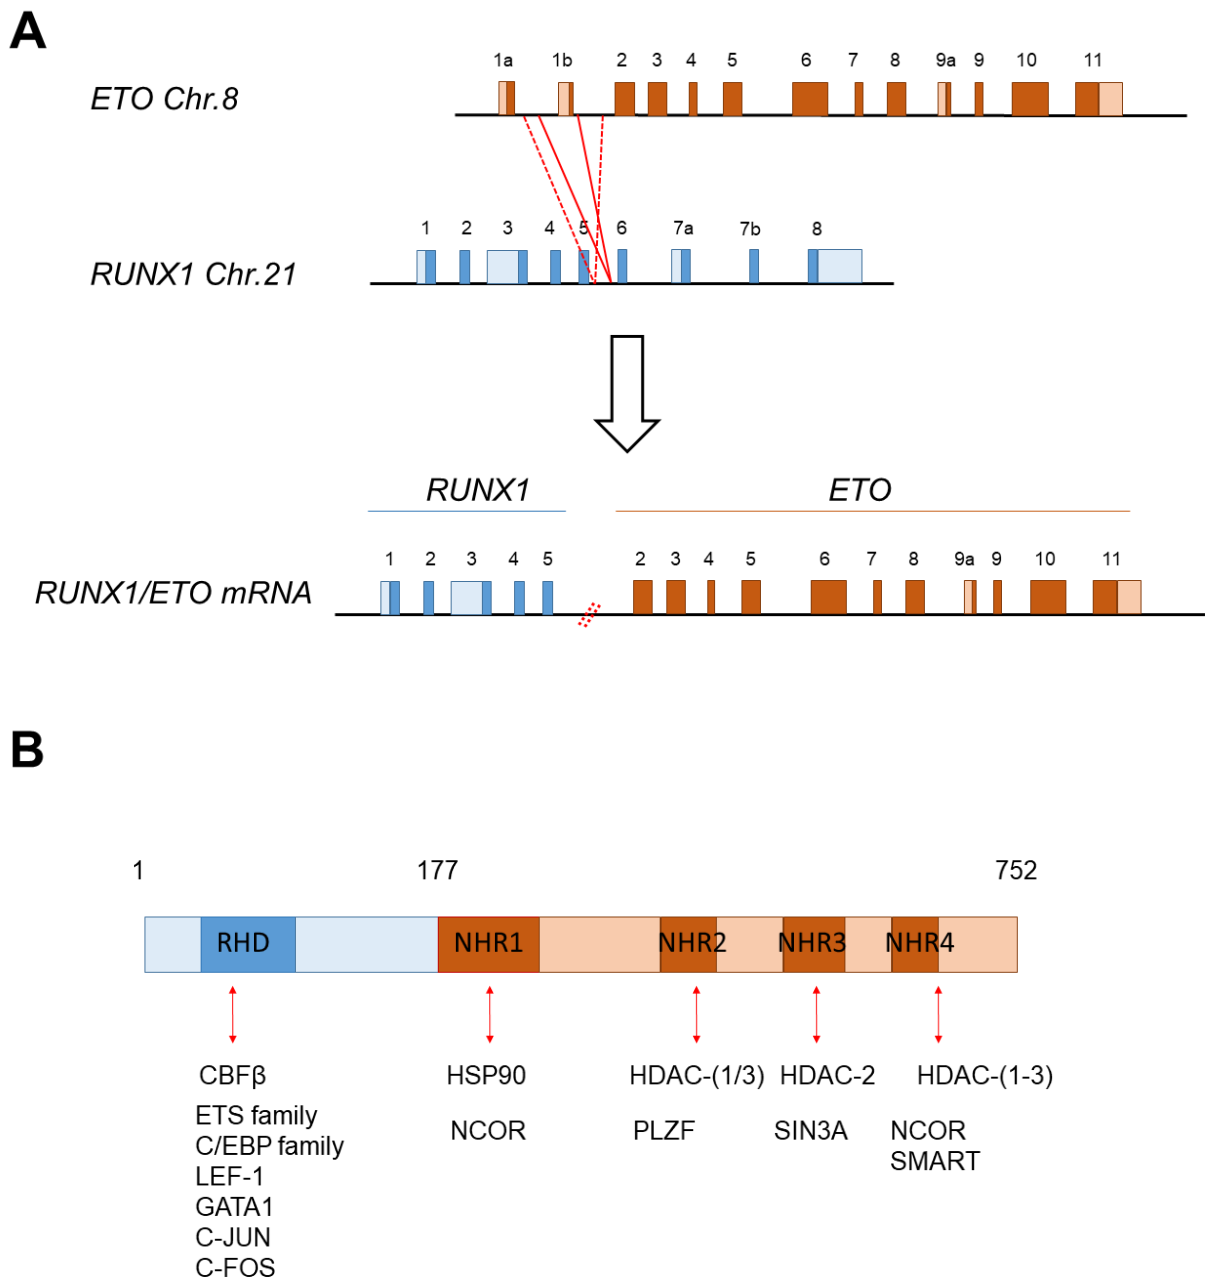 A
1a 1b 2 3 4 5 6 7 8 9a 9 10 11
ETO Chr.8
1 2 3 4 5 6 7a 7b 8
RUNX1 Chr.21
RUNX1 ETO
1 2 3 4 5 2 3 4 5 6 7 8 9a 9 10 11
RUNX1/ETO mRNA
B
1 177 752
RHD NHR1 NHR2 NHR3 NHR4
CBFβ HSP90 HDAC-(1/3) HDAC-2 HDAC-(1-3)
ETS family
NCOR PLZF SIN3A NCOR
C/EBP family
SMART
LEF-1
GATA1
C-JUN
C-FOS